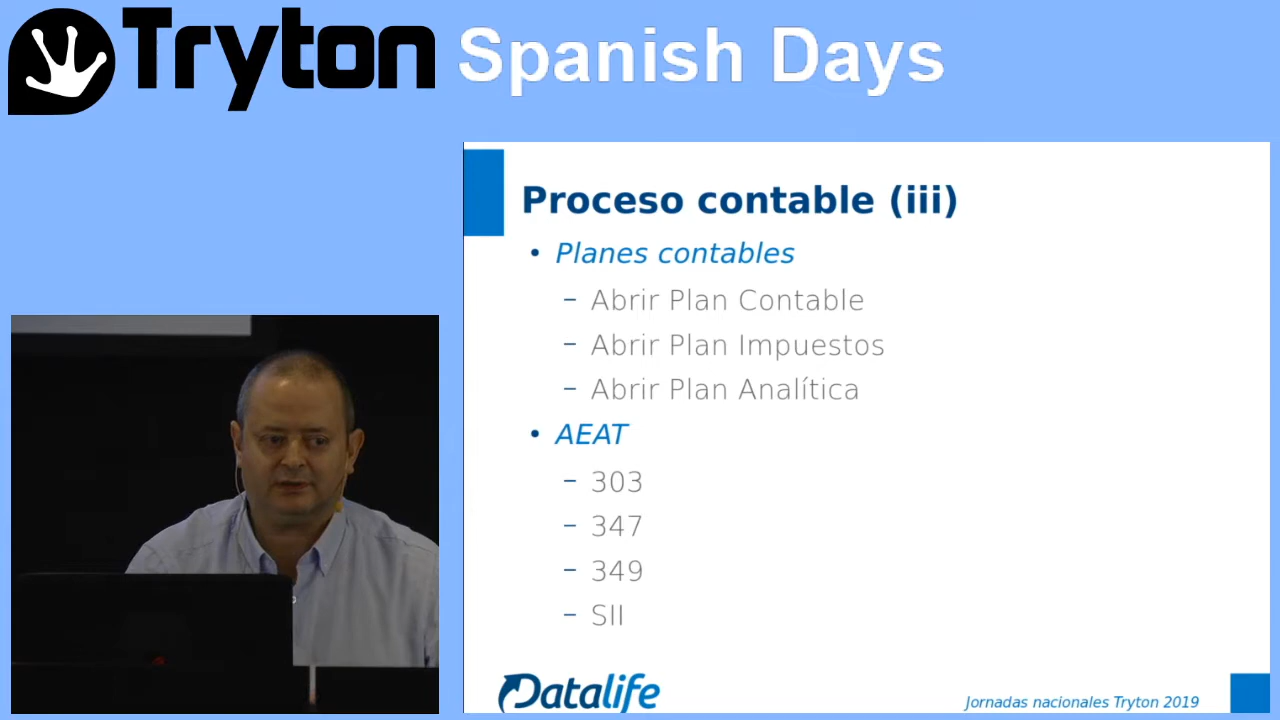 Tryton Spanish Days
Proceso contable (iii)
• Planes contables
– Abrir Plan Contable
– Abrir Plan Impuestos
– Abrir Plan Analítica
• AEAT
– 303
– 347
– 349
– SII
Datalife
Jornadas nacionales Tryton 2019